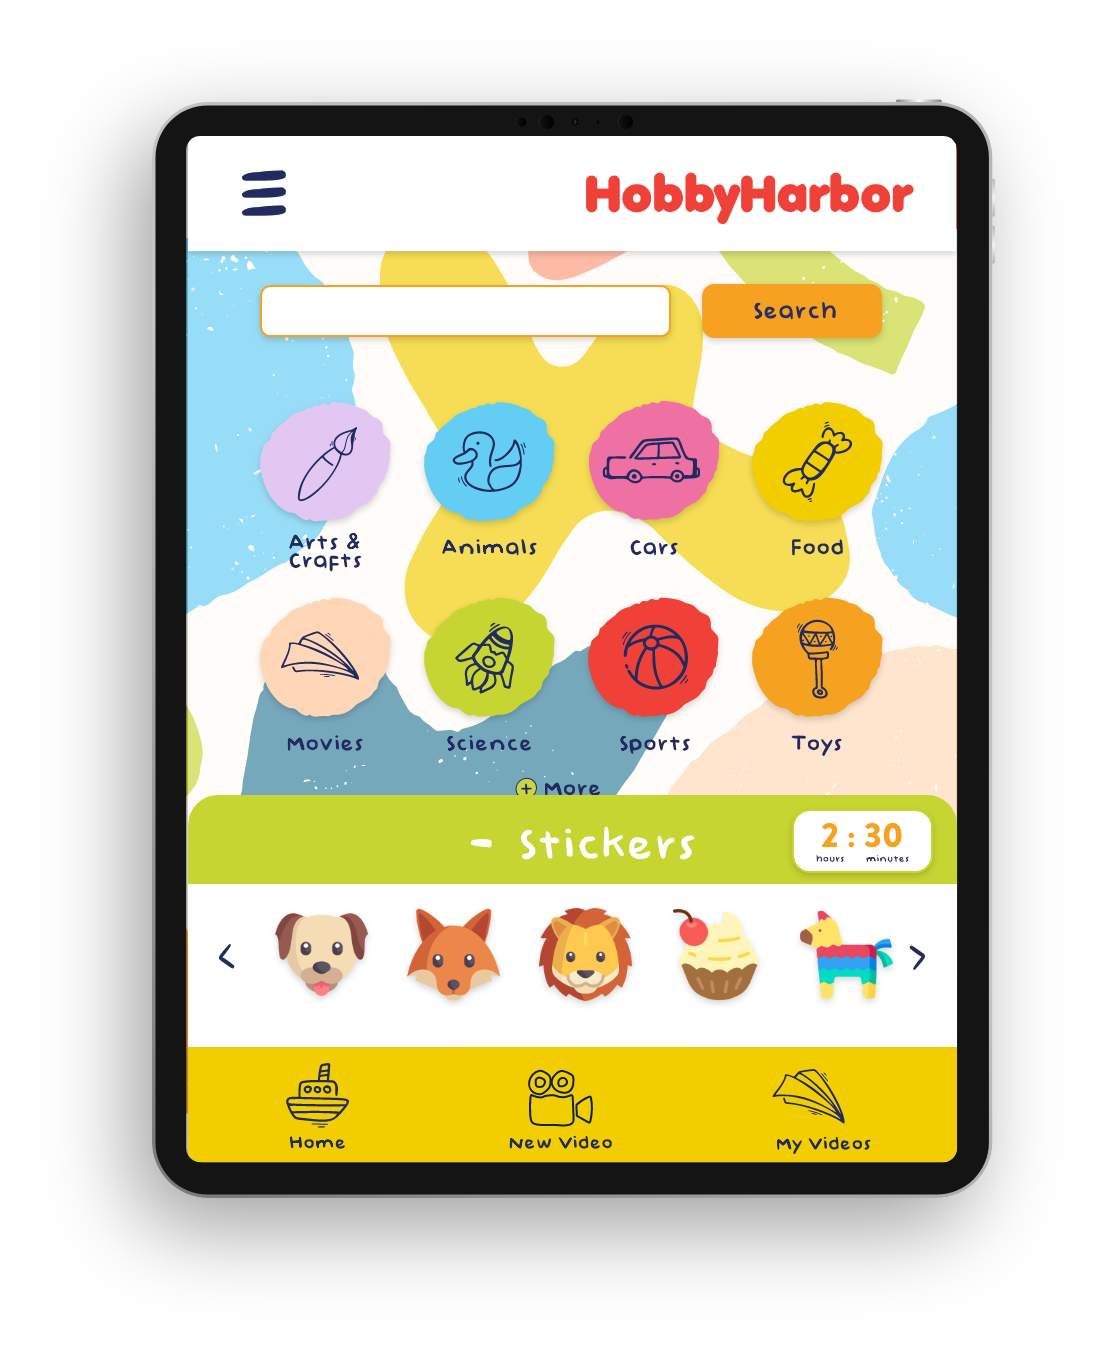 HobbyHarbor
Search
Arts &
Crafts
Animals
Cars
Food
Movies
Science
Sports
Toys
+ More
- Stickers
2 : 30
hours minutes
Home
New Video
My Videos